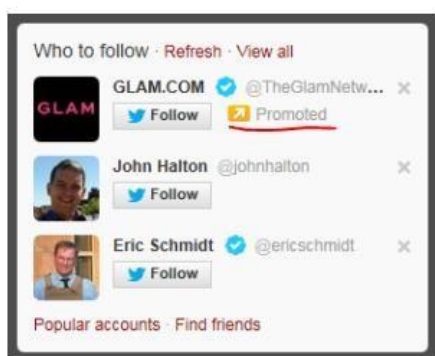 Who to follow · Refresh · View all
GLAM
GLAM.COM @TheGlamNetw... ×
Follow Promoted
John Halton @johnhalton ×
Follow
Eric Schmidt @ericschmidt ×
Follow
Popular accounts · Find friends